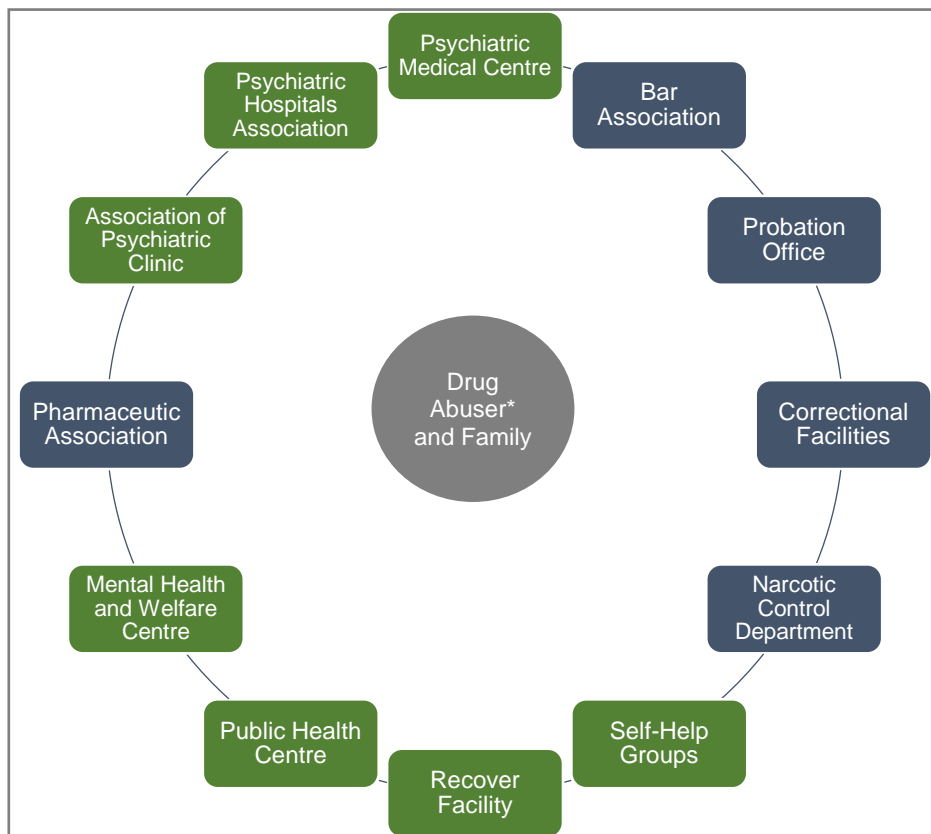 Psychiatric
Medical Centre
Bar
Association
Probation
Office
Correctional
Facilities
Narcotic
Control
Department
Self-Help
Groups
Recover
Facility
Public Health
Centre
Mental Health
and Welfare
Centre
Pharmaceutic
Association
Association of
Psychiatric
Clinic
Psychiatric
Hospitals
Association
Drug
Abuser*
and Family